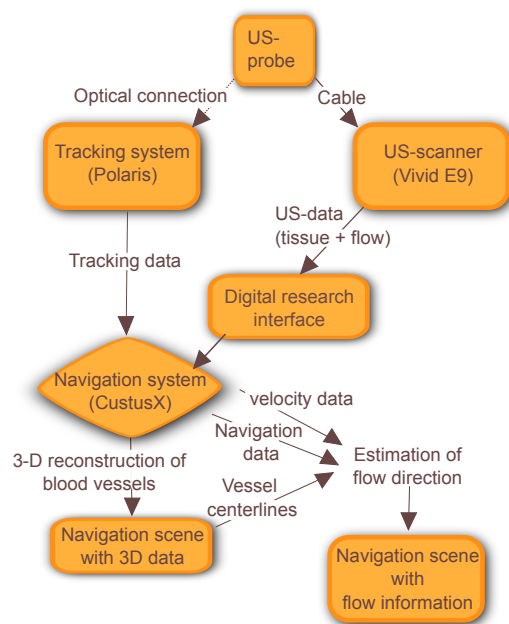 US-
probe
Optical connection
Cable
Tracking system
(Polaris)
US-scanner
(Vivid E9)
US-data
(tissue + flow)
Tracking data
Digital research
interface
Navigation system
(CustusX)
velocity data
Navigation
data
Estimation of
flow direction
3-D reconstruction of
blood vessels
Vessel
centerlines
Navigation scene
with 3D data
Navigation scene
with
flow information